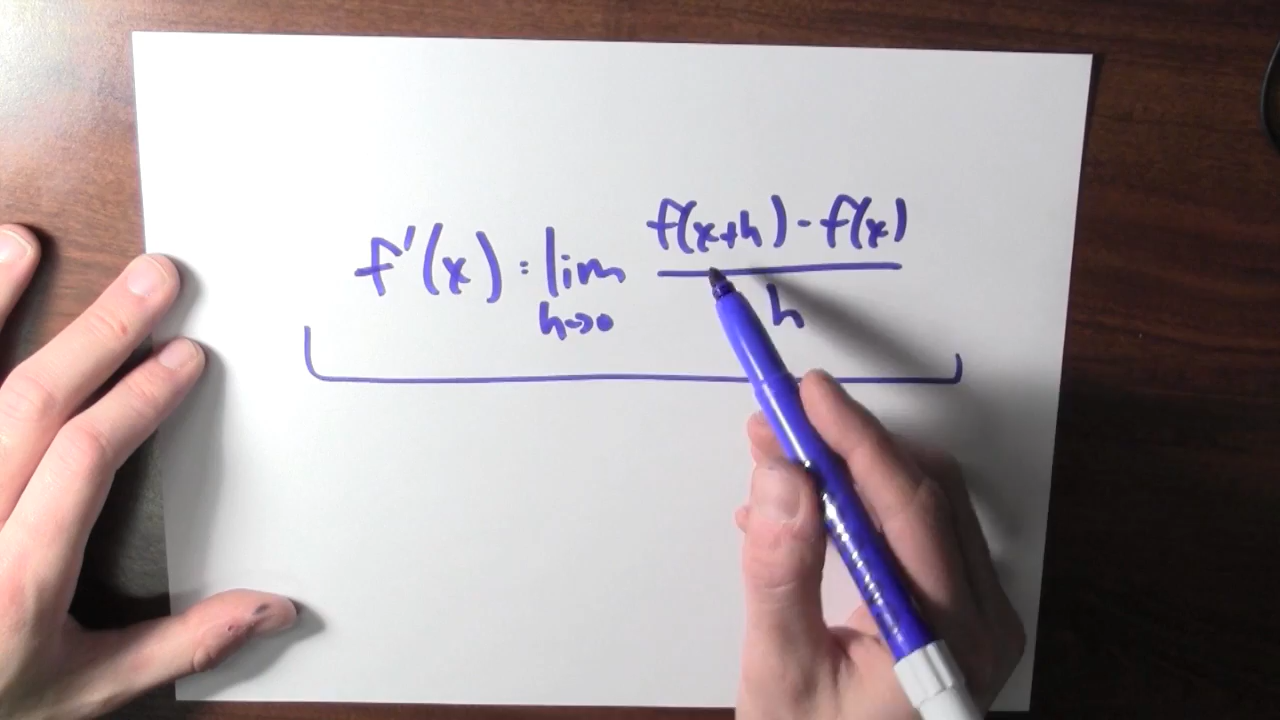 f'(x) = lim h→0 f(x+h) - f(x) / h